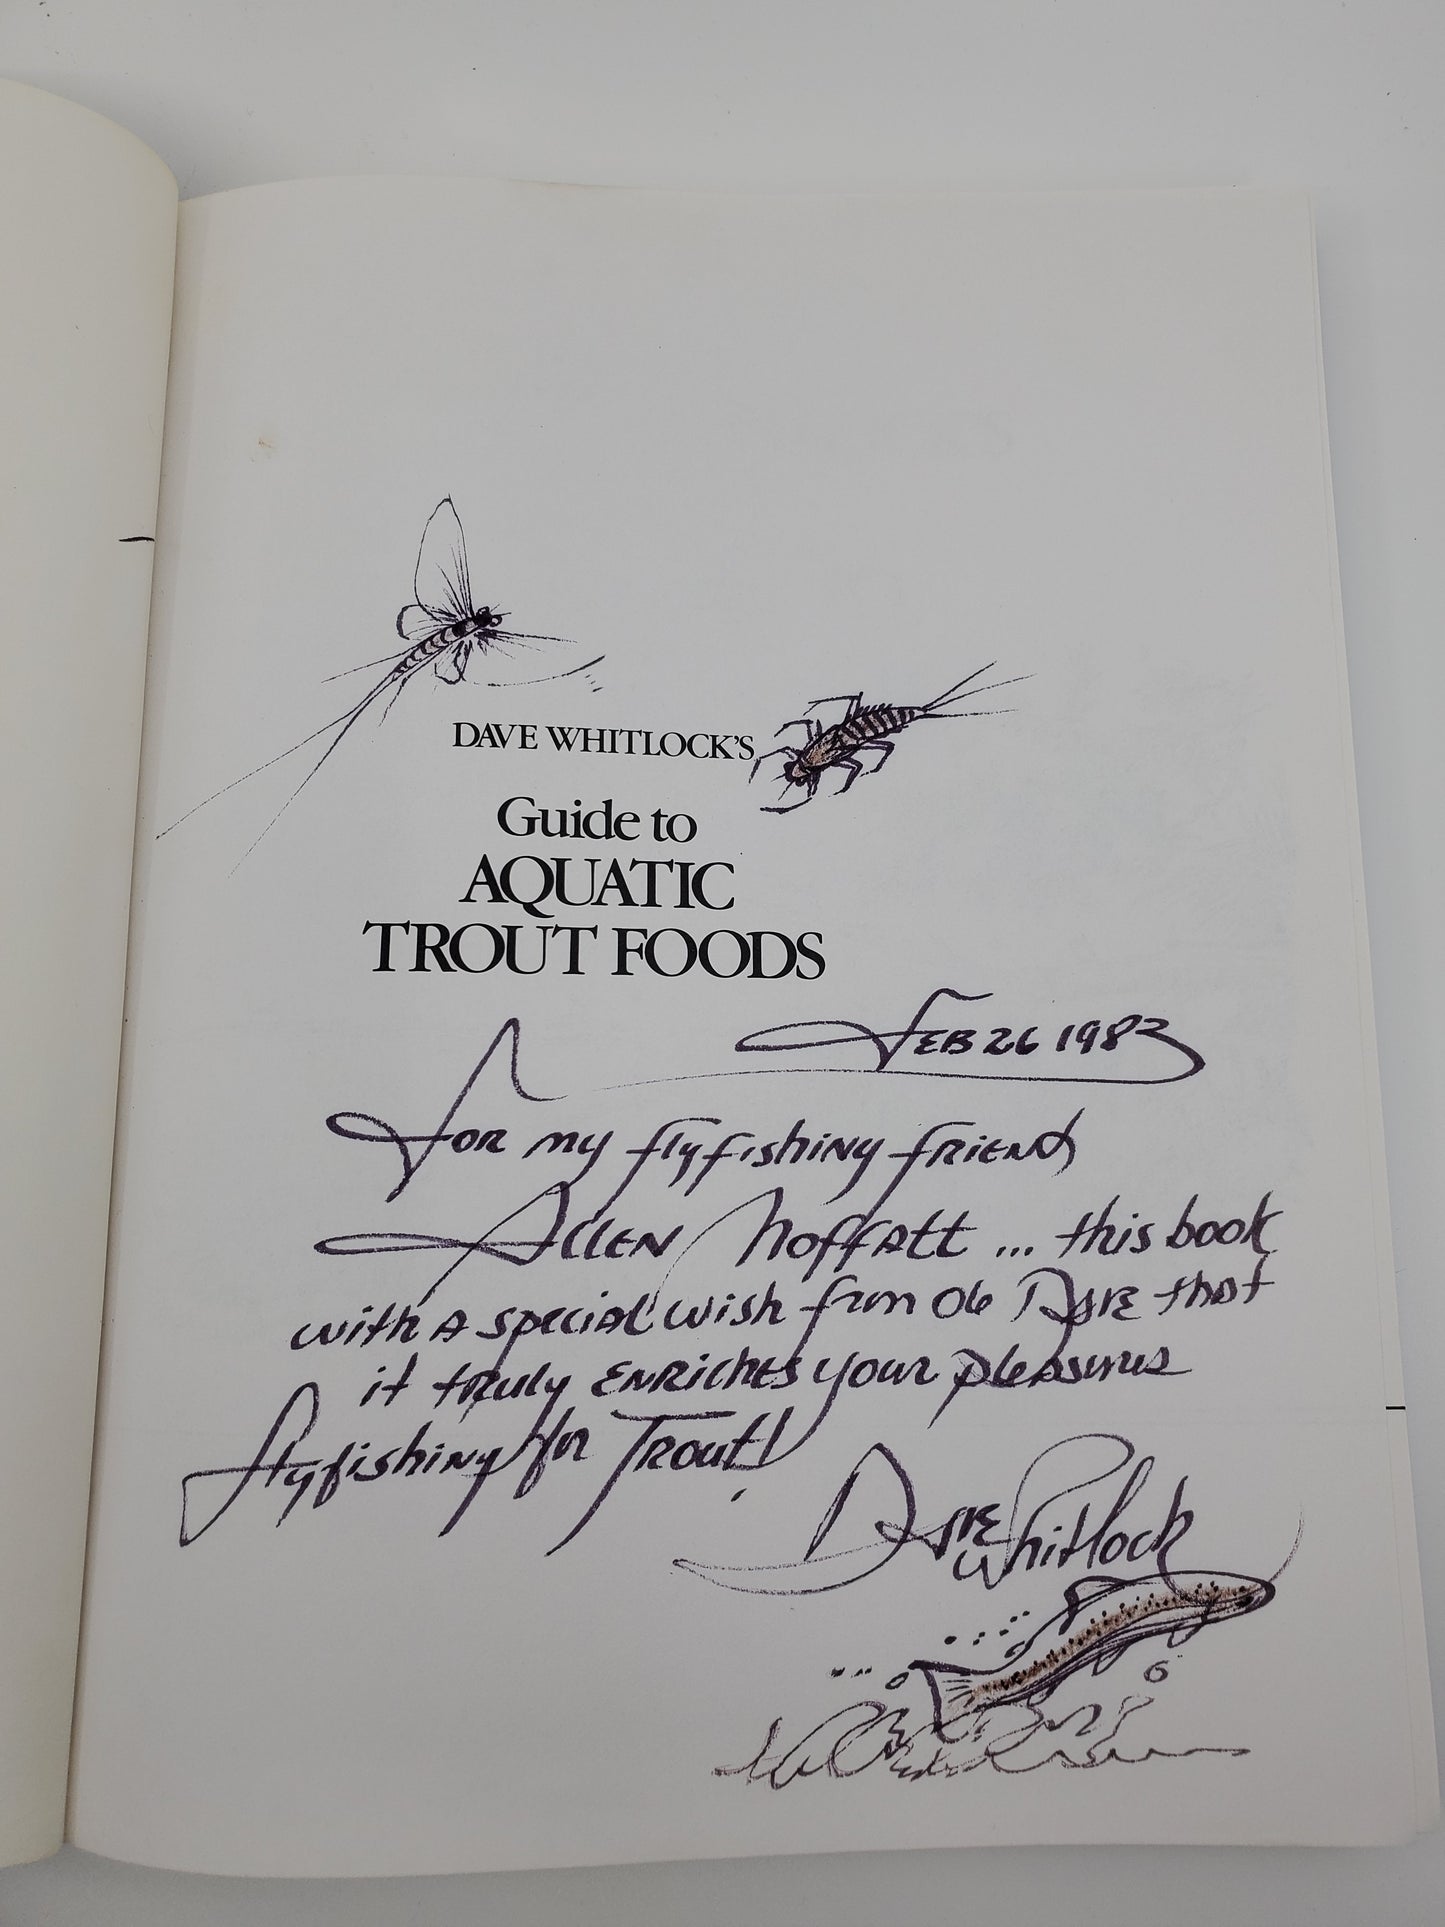 DAVE WHITLOCK'S
Guide to
AQUATIC
TROUT FOODS
FEB 26 1983
FOR my flyfishing friend
Allen Moffatt ... this book
with a special wish from Ole Dave that
it truly enriches your pleasures
flyfishing for Trout!
Dave
Whitlock